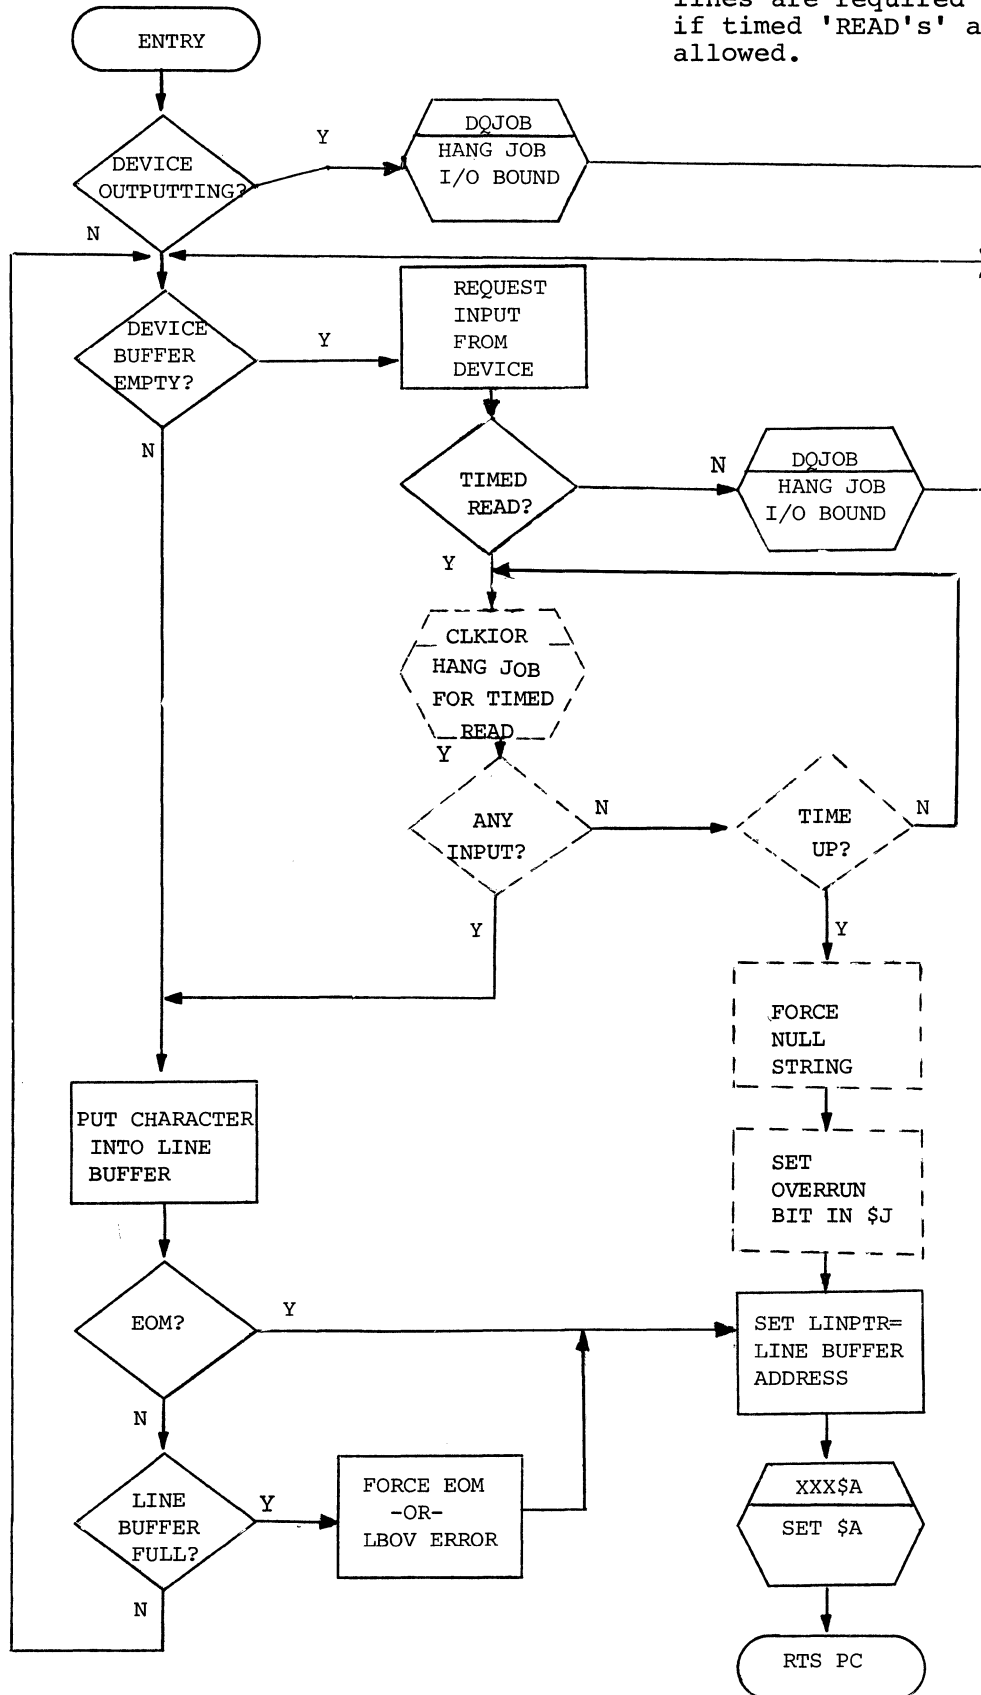 lines are required
if timed 'READ's' a
allowed.
ENTRY
DEVICE
OUTPUTTING?
Y
DQJOB
HANG JOB
I/O BOUND
N
DEVICE
BUFFER
EMPTY?
Y
REQUEST
INPUT
FROM
DEVICE
N
TIMED
READ?
N
DQJOB
HANG JOB
I/O BOUND
Y
CLKIOR
HANG JOB
FOR TIMED
READ
Y
ANY
INPUT?
N
TIME
UP?
N
Y
Y
FORCE
NULL
STRING
PUT CHARACTER
INTO LINE
BUFFER
SET
OVERRUN
BIT IN $J
EOM?
Y
SET LINPTR=
LINE BUFFER
ADDRESS
N
LINE
BUFFER
FULL?
Y
FORCE EOM
-OR-
LBOV ERROR
XXX$A
SET $A
N
RTS PC